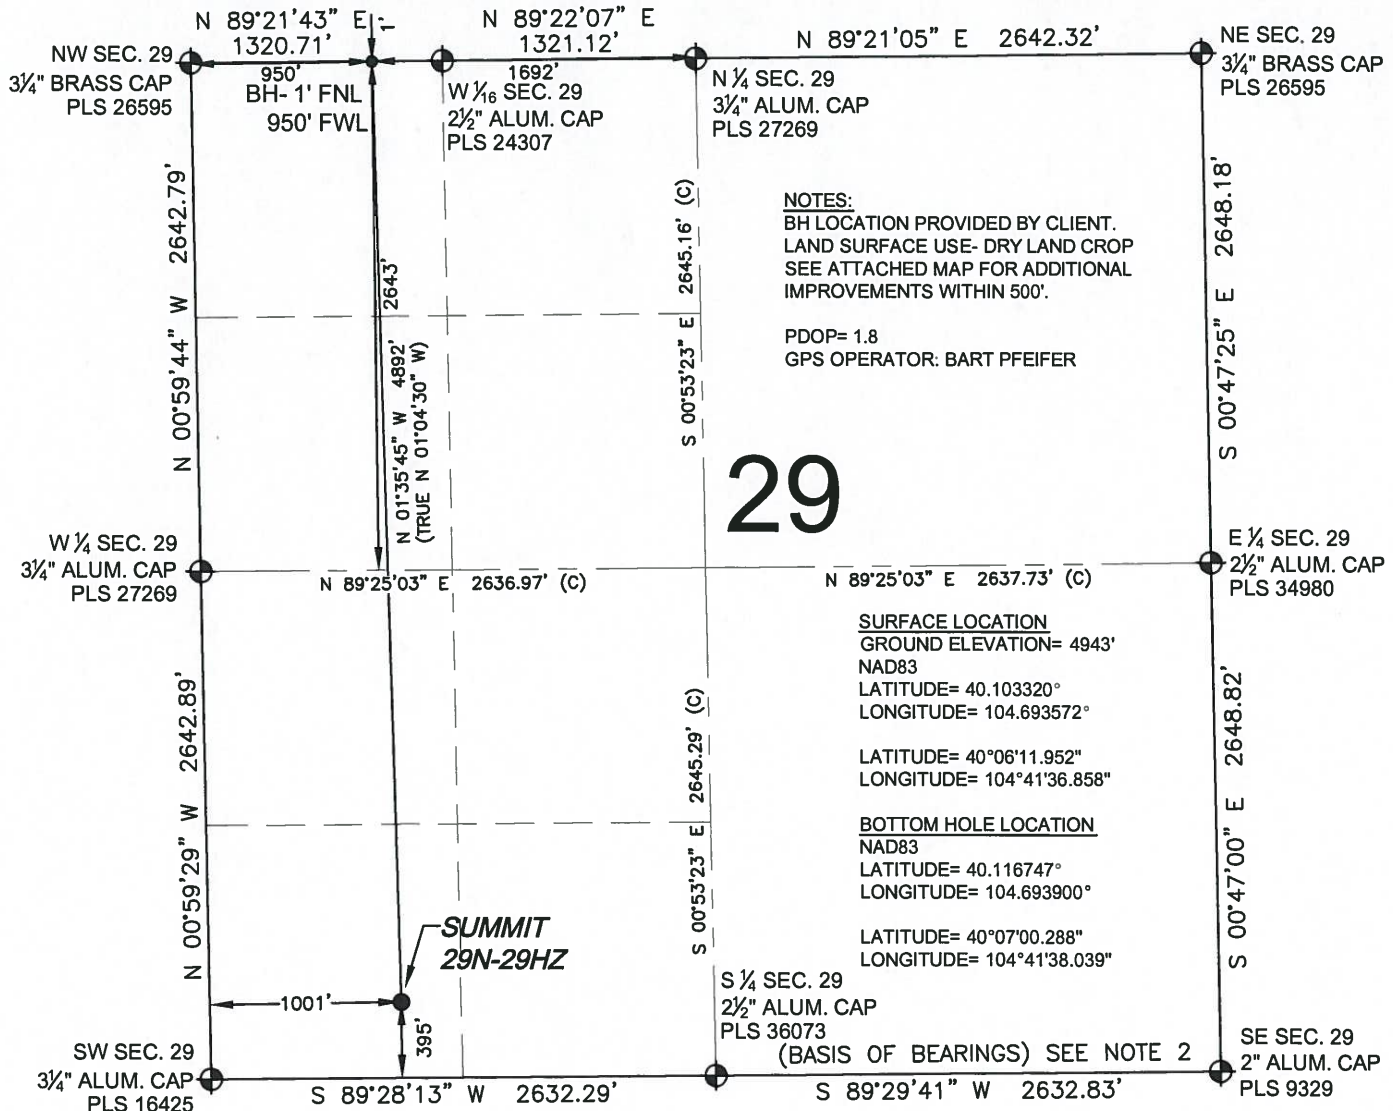 N 89°21'43" E
1320.71'
1'
N 89°22'07" E
1321.12'
N 89°21'05" E 2642.32'
NW SEC. 29
3¼" BRASS CAP
PLS 26595
950'
BH- 1' FNL
950' FWL
1692'
W 1⁄16 SEC. 29
2½" ALUM. CAP
PLS 24307
N ¼ SEC. 29
3¼" ALUM. CAP
PLS 27269
NE SEC. 29
3¼" BRASS CAP
PLS 26595
N 00°59'44" W 2642.79'
2643'
N 01°35'45" W 4892'
(TRUE N 01°04'30" W)
S 00°53'23" E 2645.16' (C)
NOTES:
BH LOCATION PROVIDED BY CLIENT.
LAND SURFACE USE- DRY LAND CROP
SEE ATTACHED MAP FOR ADDITIONAL
IMPROVEMENTS WITHIN 500'.
PDOP= 1.8
GPS OPERATOR: BART PFEIFER
S 00°47'25" E 2648.18'
29
W ¼ SEC. 29
3¼" ALUM. CAP
PLS 27269
N 89°25'03" E 2636.97' (C)
N 89°25'03" E 2637.73' (C)
E ¼ SEC. 29
2½" ALUM. CAP
PLS 34980
SURFACE LOCATION
GROUND ELEVATION= 4943'
NAD83
LATITUDE= 40.103320°
LONGITUDE= 104.693572°
LATITUDE= 40°06'11.952"
LONGITUDE= 104°41'36.858"
BOTTOM HOLE LOCATION
NAD83
LATITUDE= 40.116747°
LONGITUDE= 104.693900°
LATITUDE= 40°07'00.288"
LONGITUDE= 104°41'38.039"
N 00°59'29" W 2642.89'
S 00°53'23" E 2645.29' (C)
S 00°47'00" E 2648.82'
SUMMIT
29N-29HZ
1001'
395'
S ¼ SEC. 29
2½" ALUM. CAP
PLS 36073
SW SEC. 29
3¼" ALUM. CAP
PLS 16425
S 89°28'13" W 2632.29'
(BASIS OF BEARINGS) SEE NOTE 2
S 89°29'41" W 2632.83'
SE SEC. 29
2" ALUM. CAP
PLS 9329